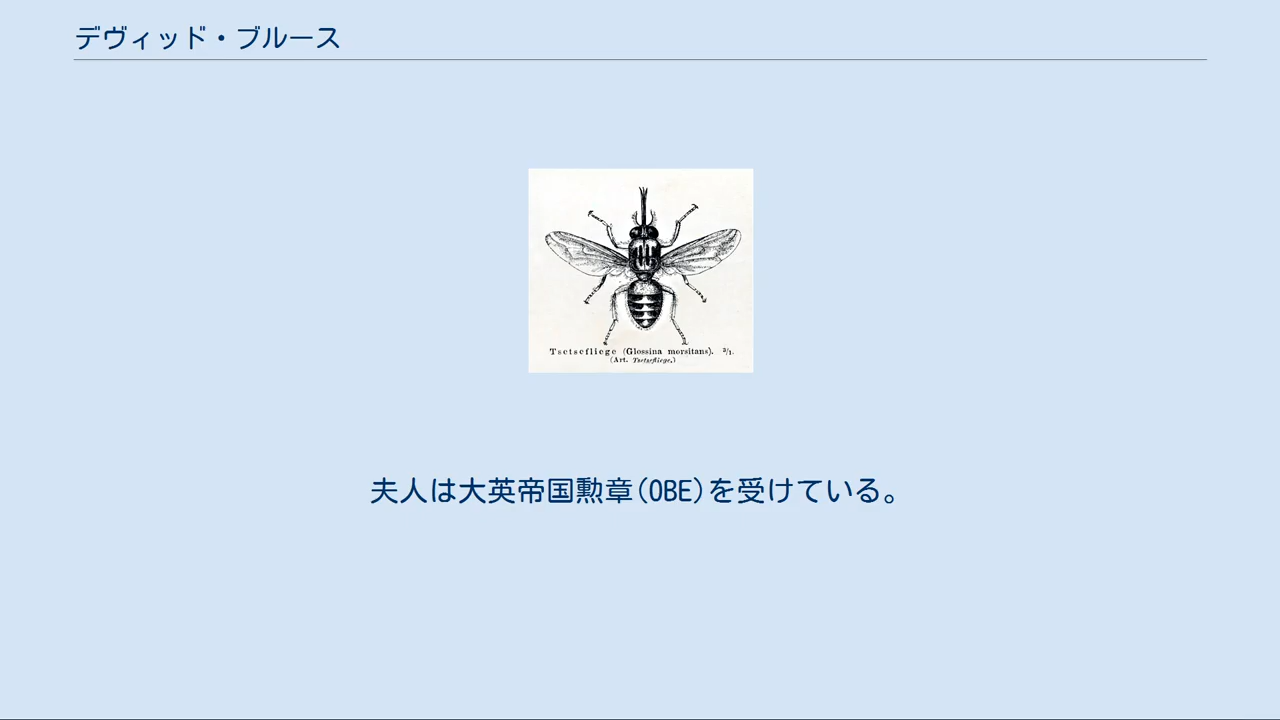 デヴィッド・ブルース
Tsetsefliege (Glossina morsitans). 3/1.
(Art. Tsetsefliege.)
夫人は大英帝国勲章(OBE)を受けている。